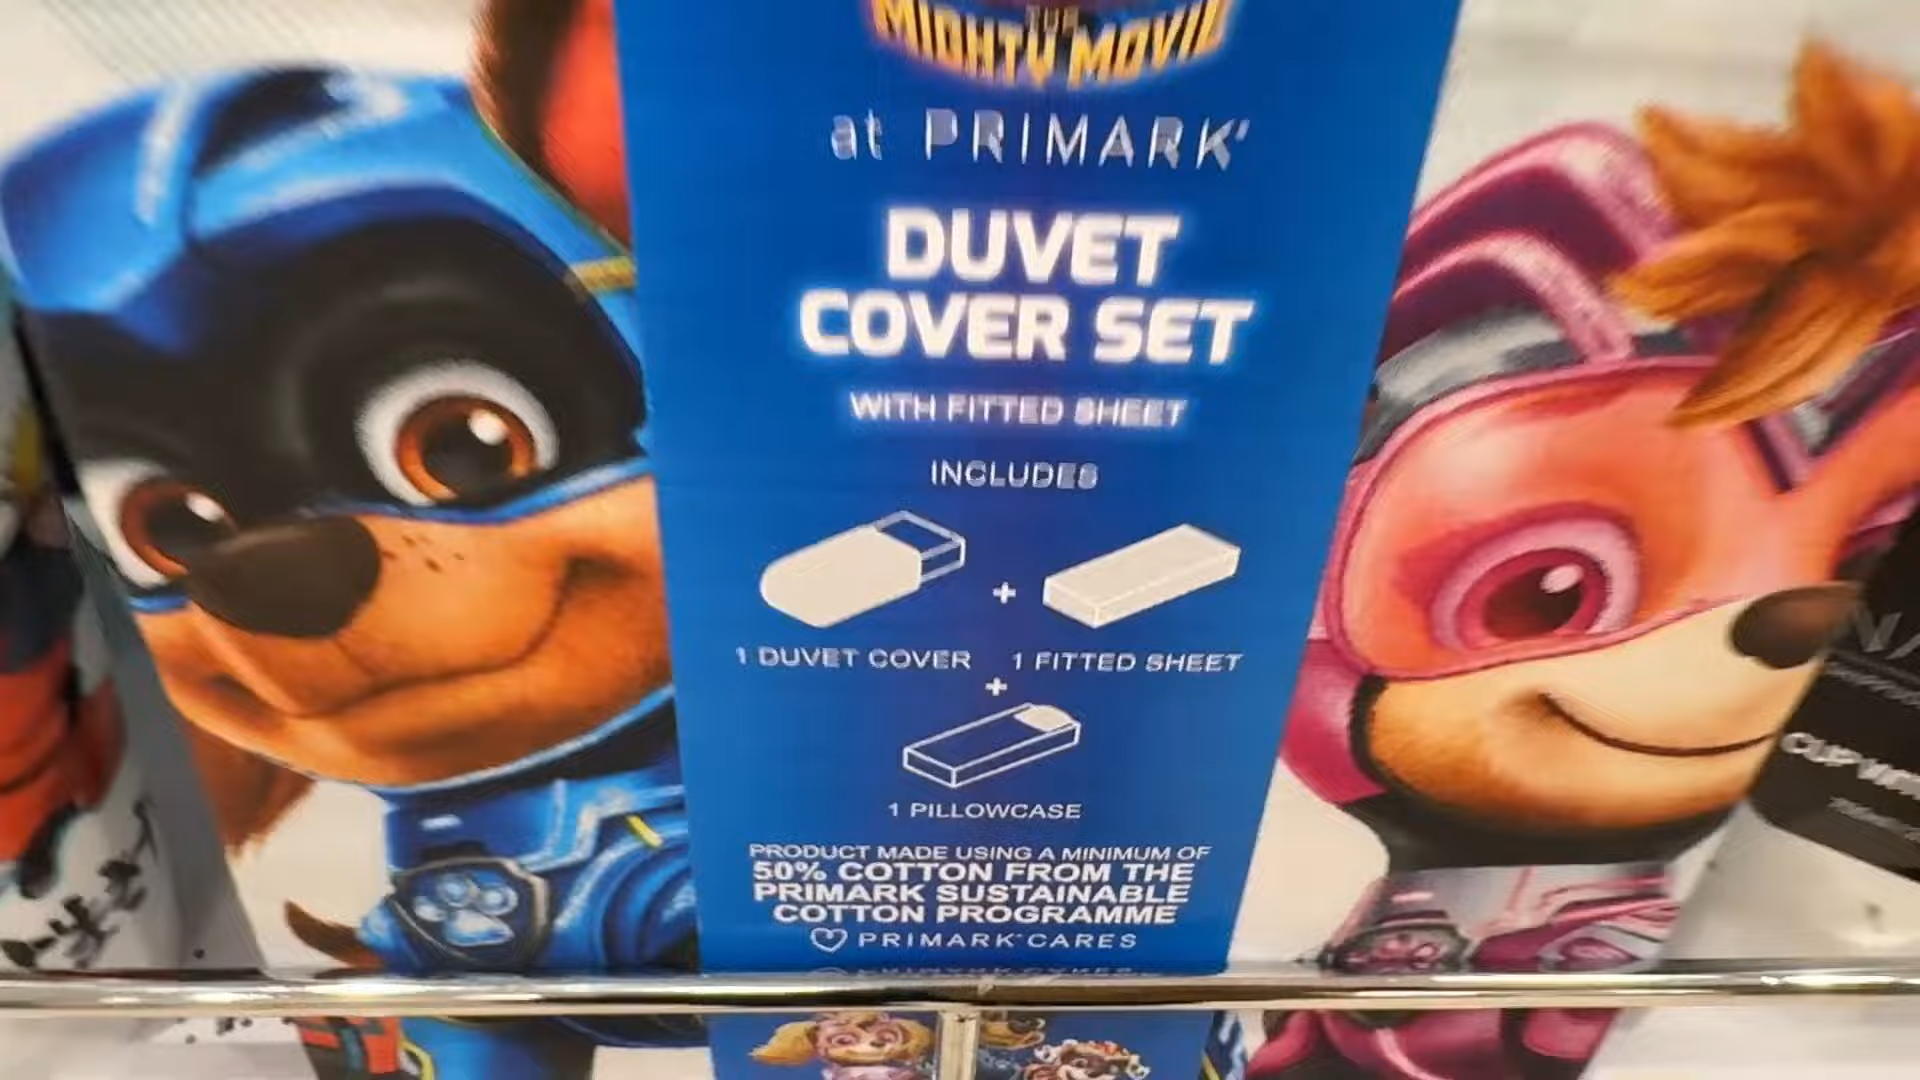 THE
MIGHTY MOVIE
at PRIMARK
DUVET
COVER SET
WITH FITTED SHEET
INCLUDES
+
1 DUVET COVER 1 FITTED SHEET
+
1 PILLOWCASE
PRODUCT MADE USING A MINIMUM OF
50% COTTON FROM THE
PRIMARK SUSTAINABLE
COTTON PROGRAMME
PRIMARK CARES